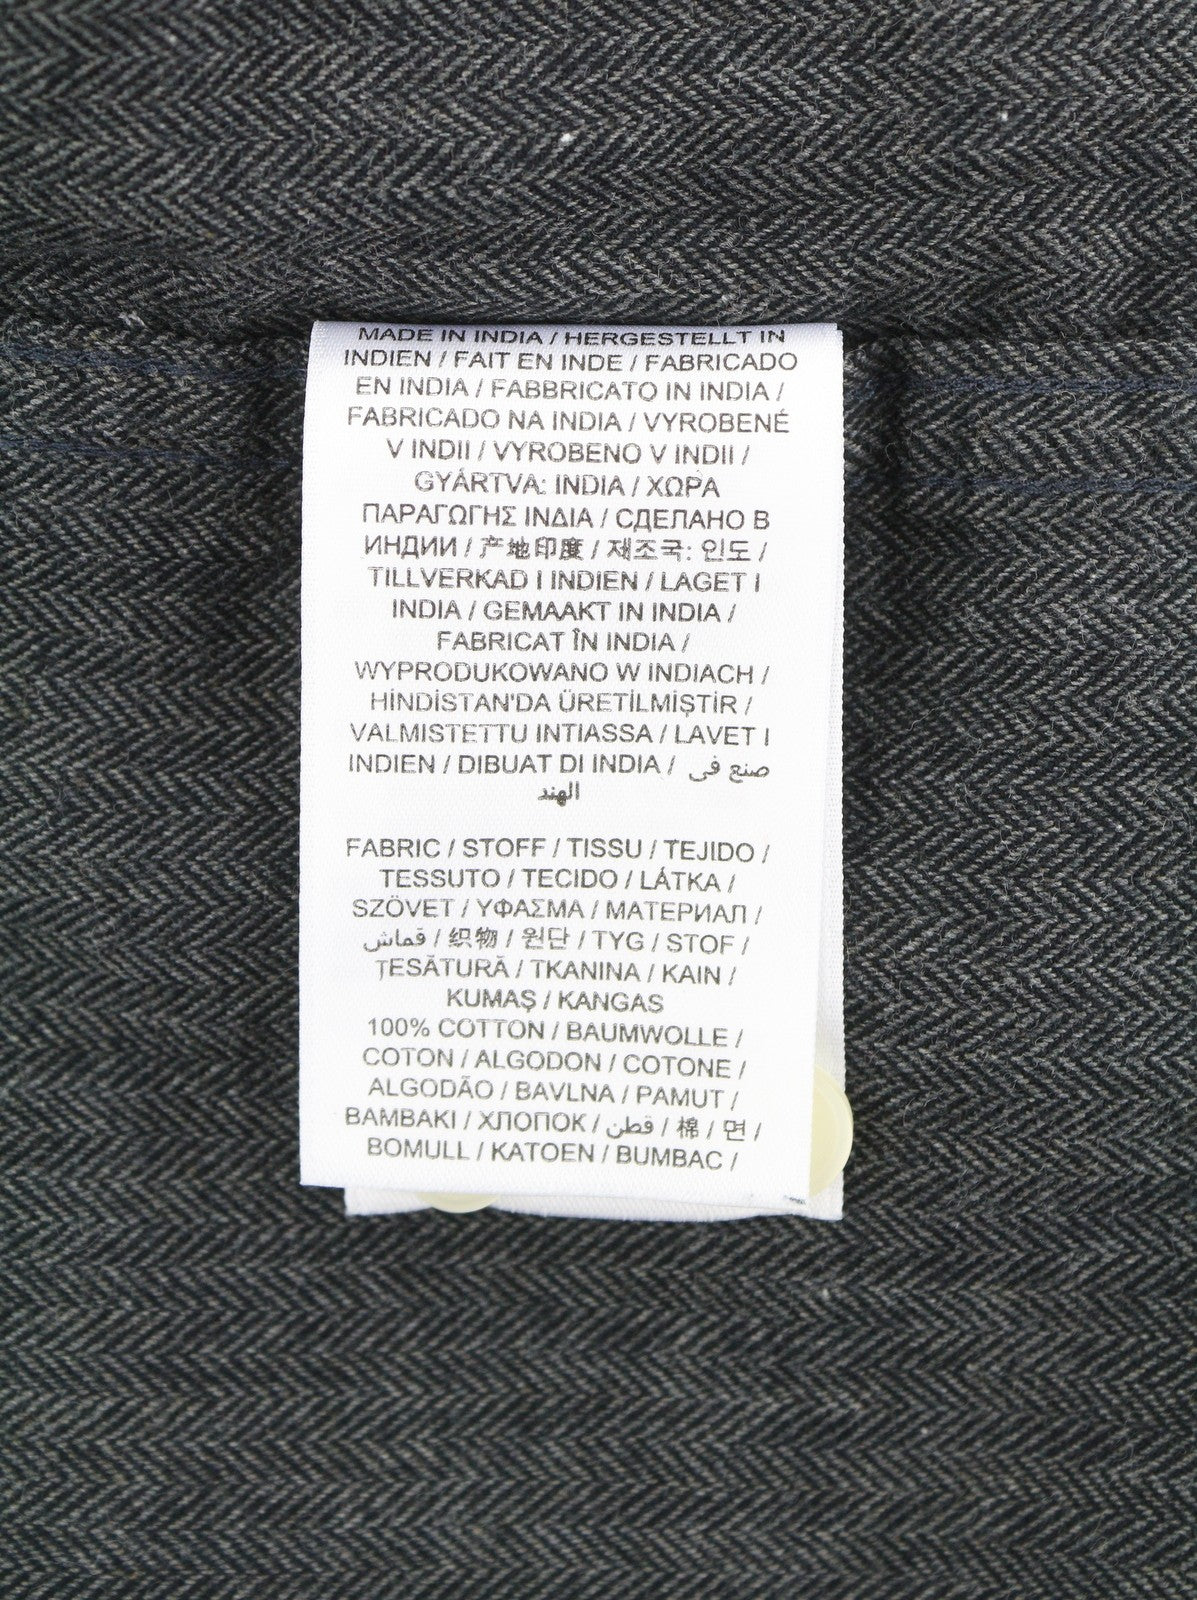 MADE IN INDIA / HERGESTELLT IN
INDIEN / FAIT EN INDE / FABRICADO
EN INDIA / FABBRICATO IN INDIA /
FABRICADO NA INDIA / VYROBENÉ
V INDII / VYROBENO V INDII /
GYÁRTVA: INDIA / ΧΩΡΑ
ΠΑΡΑΓΩΓΗΣ ΙΝΔΙΑ / СДЕЛАНО В
ИНДИИ / 产地印度 / 제조국: 인도 /
TILLVERKAD I INDIEN / LAGET I
INDIA / GEMAAKT IN INDIA /
FABRICAT ÎN INDIA /
WYPRODUKOWANO W INDIACH /
HİNDİSTAN'DA ÜRETİLMİŞTİR /
VALMISTETTU INTIASSA / LAVET I
INDIEN / DIBUAT DI INDIA / صنع فى
الهند
FABRIC / STOFF / TISSU / TEJIDO /
TESSUTO / TECIDO / LÁTKA /
SZÖVET / ΥΦΑΣΜΑ / МАТЕРИАЛ /
قماش / 织物 / 원단 / TYG / STOF /
ȚESĂTURĂ / TKANINA / KAIN /
KUMAŞ / KANGAS
100% COTTON / BAUMWOLLE /
COTON / ALGODON / COTONE /
ALGODÃO / BAVLNA / PAMUT /
BAMBAKI / ХЛОПОК / قطن / 棉 / 면 /
BOMULL / KATOEN / BUMBAC /